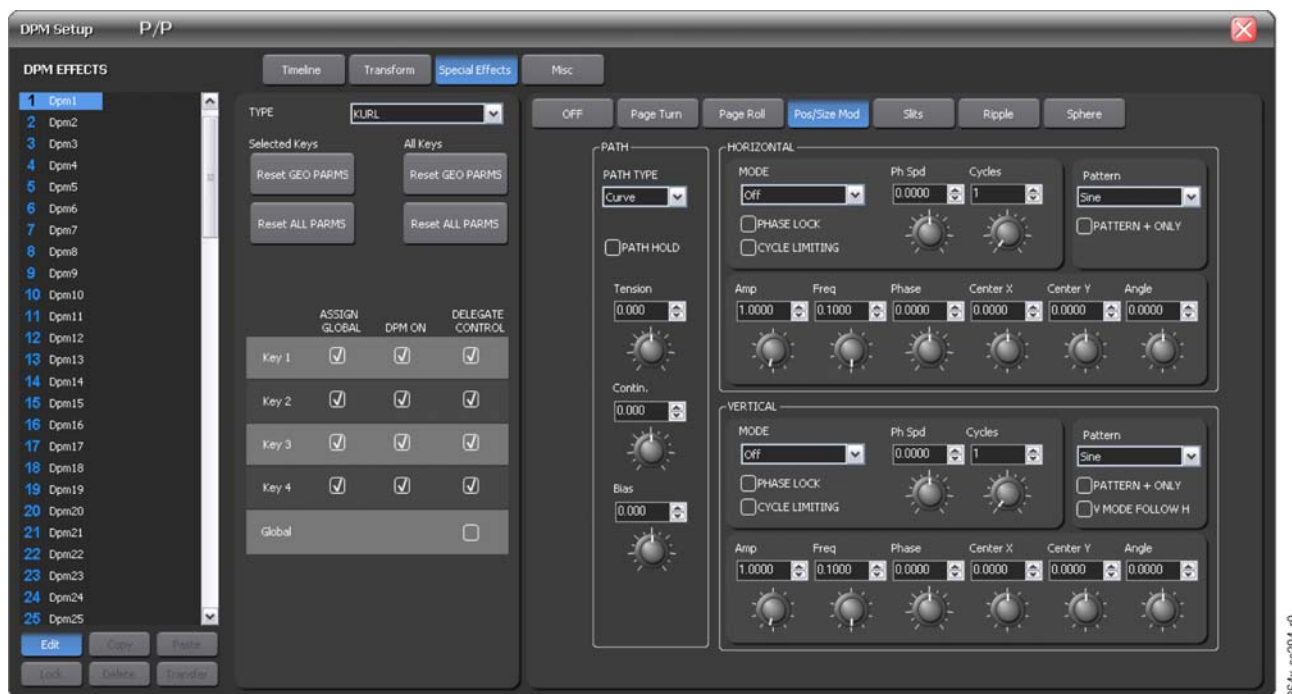 DPM Setup P/P
DPM EFFECTS
Timeline Transform Special Effects Misc
1 Dpm1
2 Dpm2
3 Dpm3
4 Dpm4
5 Dpm5
6 Dpm6
7 Dpm7
8 Dpm8
9 Dpm9
10 Dpm10
11 Dpm11
12 Dpm12
13 Dpm13
14 Dpm14
15 Dpm15
16 Dpm16
17 Dpm17
18 Dpm18
19 Dpm19
20 Dpm20
21 Dpm21
22 Dpm22
23 Dpm23
24 Dpm24
25 Dpm25
Edit Copy Paste
Lock Delete Transfer
TYPE KURL
Selected Keys All Keys
Reset GEO PARMS Reset GEO PARMS
Reset ALL PARMS Reset ALL PARMS
ASSIGN GLOBAL DPM ON DELEGATE CONTROL
Key 1
Key 2
Key 3
Key 4
Global
OFF Page Turn Page Roll Pos/Size Mod Slits Ripple Sphere
PATH
PATH TYPE
Curve
PATH HOLD
Tension
0.000
Contin.
0.000
Bias
0.000
HORIZONTAL
MODE Ph Spd Cycles Pattern
Off 0.0000 1 Sine
PHASE LOCK PATTERN + ONLY
CYCLE LIMITING
Amp Freq Phase Center X Center Y Angle
1.0000 0.1000 0.0000 0.0000 0.0000 0.0000
VERTICAL
MODE Ph Spd Cycles Pattern
Off 0.0000 1 Sine
PHASE LOCK PATTERN + ONLY
CYCLE LIMITING V MODE FOLLOW H
Amp Freq Phase Center X Center Y Angle
1.0000 0.1000 0.0000 0.0000 0.0000 0.0000